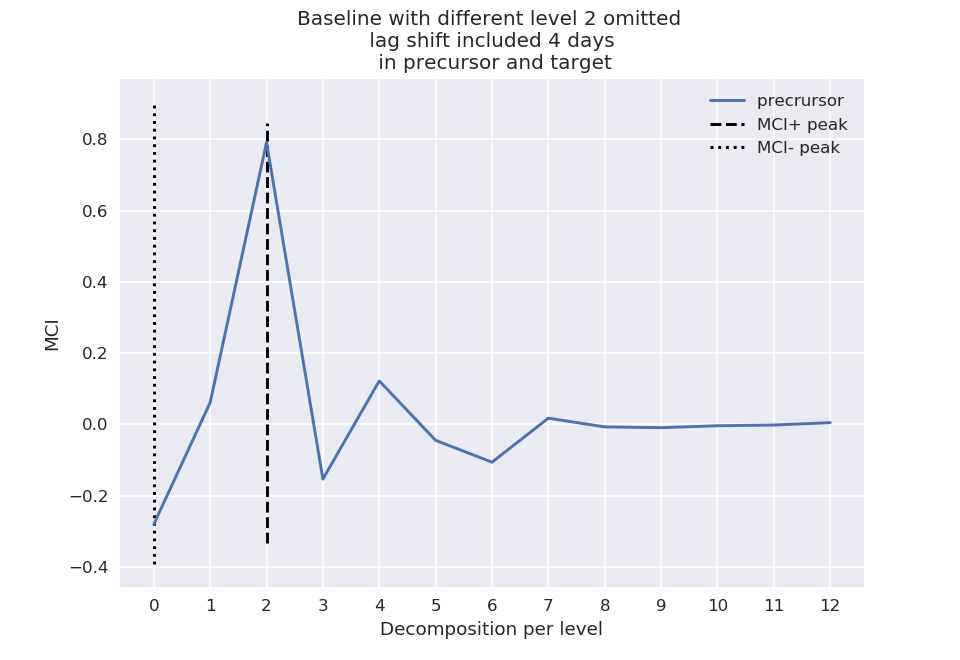 Baseline with different level 2 omitted
lag shift included 4 days
in precursor and target
precrursor
MCI+ peak
MCI- peak
MCI
0.8
0.6
0.4
0.2
0.0
−0.2
−0.4
0 1 2 3 4 5 6 7 8 9 10 11 12
Decomposition per level